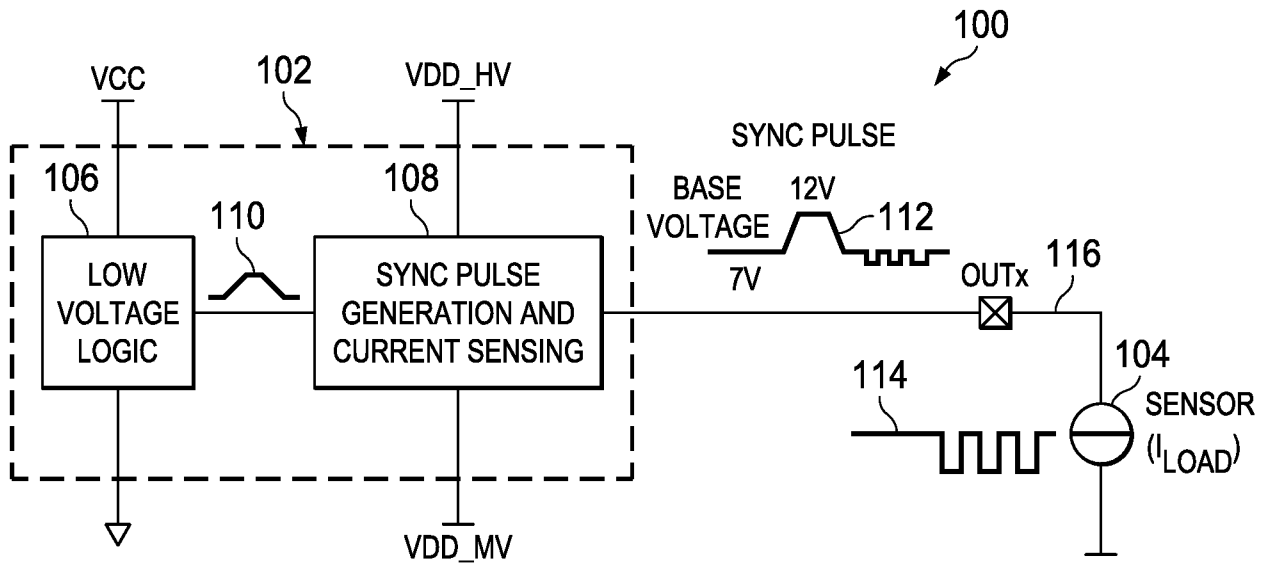 100
VCC
102
VDD_HV
SYNC PULSE
106
108
BASE
VOLTAGE
12V
112
110
7V
LOW
VOLTAGE
LOGIC
SYNC PULSE
GENERATION AND
CURRENT SENSING
OUTx
116
114
104
SENSOR
(ILOAD)
VDD_MV